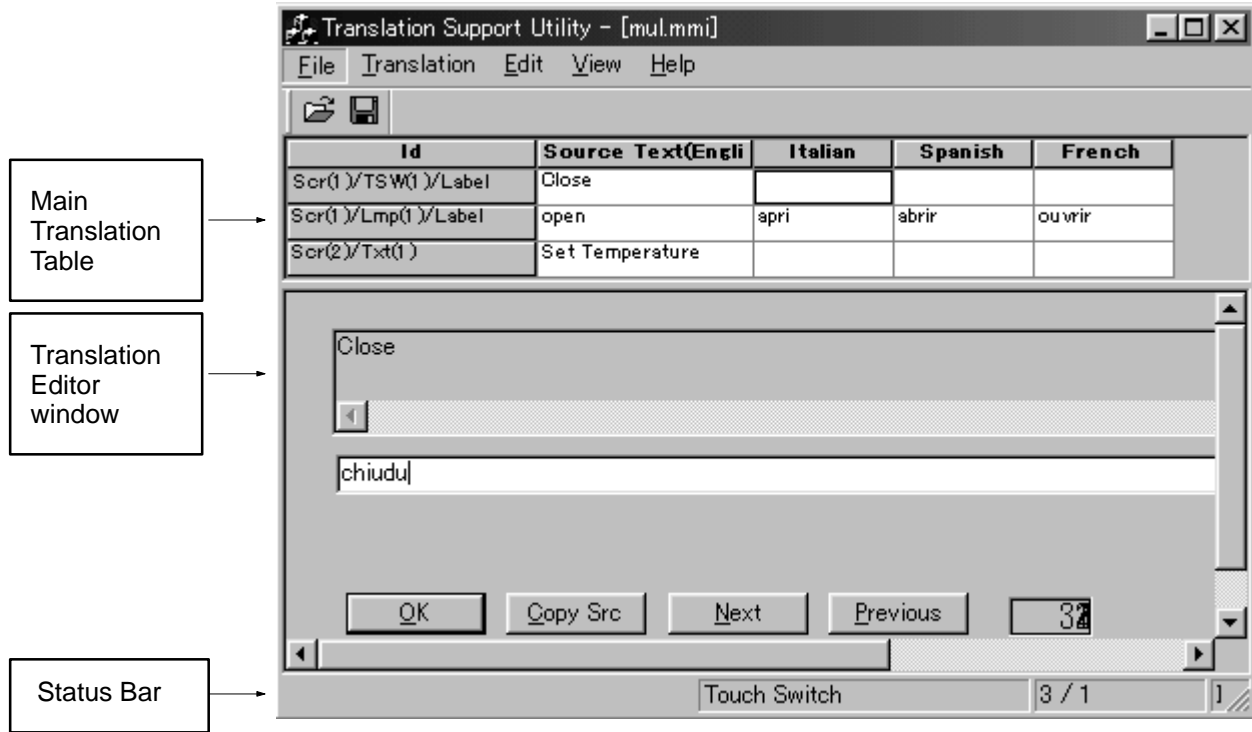 Translation Support Utility - [mul.mmi]
File Translation Edit View Help
Id Source Text(Engli Italian Spanish French
Scr(1)/TSW(1)/Label Close
Scr(1)/Lmp(1)/Label open apri abrir ouvrir
Scr(2)/Txt(1) Set Temperature
Main
Translation
Table
Translation
Editor
window
Close
chiudu
OK Copy Src Next Previous
Status Bar
Touch Switch 3 / 1